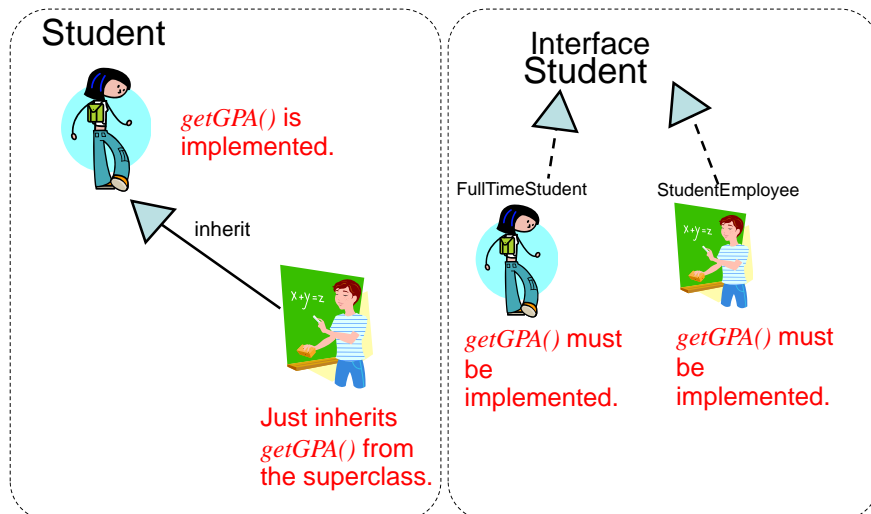 Student
getGPA() is
implemented.
inherit
x+y=z
Just inherits
getGPA() from
the superclass.
Interface
Student
FullTimeStudent
StudentEmployee
x+y=z
getGPA() must
be
implemented.
getGPA() must
be
implemented.